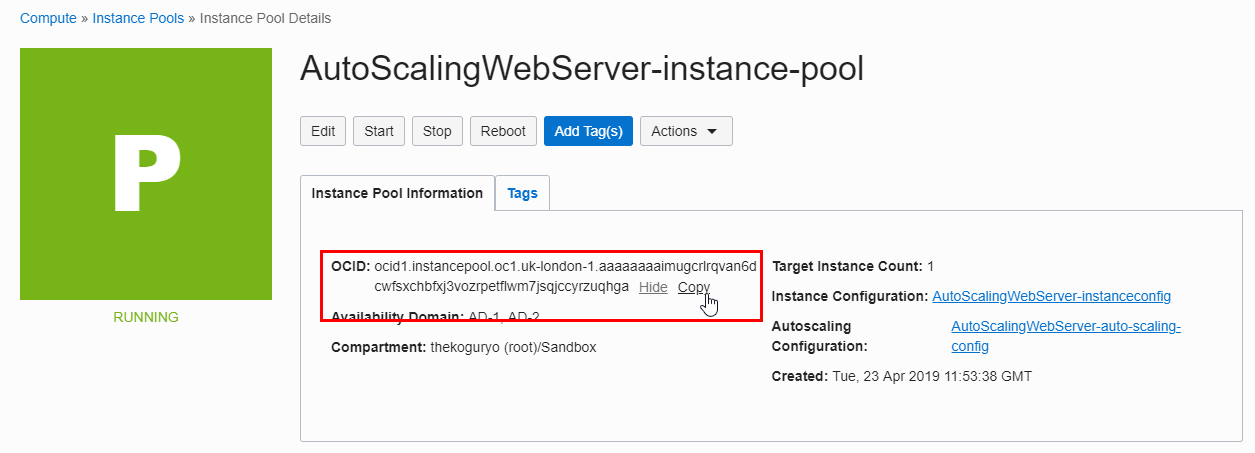 Compute » Instance Pools » Instance Pool Details
P
RUNNING
AutoScalingWebServer-instance-pool
Edit Start Stop Reboot Add Tag(s) Actions
Instance Pool Information Tags
OCID: ocid1.instancepool.oc1.uk-london-1.aaaaaaaaimugcrlrqvan6d
cwfsxchbfxj3vozrpetflwm7jsqjccyrzuqhga Hide Copy
Availability Domain: AD-1, AD-2
Compartment: thekoguryo (root)/Sandbox
Target Instance Count: 1
Instance Configuration: AutoScalingWebServer-instanceconfig
Autoscaling AutoScalingWebServer-auto-scaling-
Configuration: config
Created: Tue, 23 Apr 2019 11:53:38 GMT